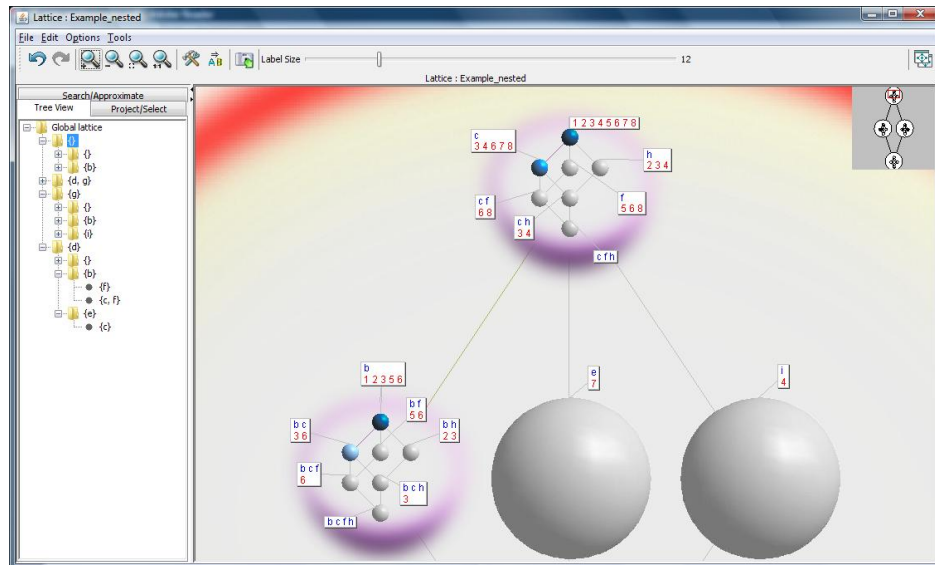 Lattice : Example_nested
File Edit Options Tools
Label Size 12
Lattice : Example_nested
Search/Approximate
Tree View Project/Select
Global lattice
{}
{}
{b}
{d, g}
{g}
{}
{b}
{i}
{d}
{}
{b}
{f}
{c, f}
{e}
{c}
1 2 3 4 5 6 7 8
c
3 4 6 7 8
h
2 3 4
c f
6 8
f
5 6 8
c h
3 4
c f h
b
1 2 3 5 6
e
7
i
4
b f
5 6
b c
3 6
b h
2 3
b c f
6
b c h
3
b c f h